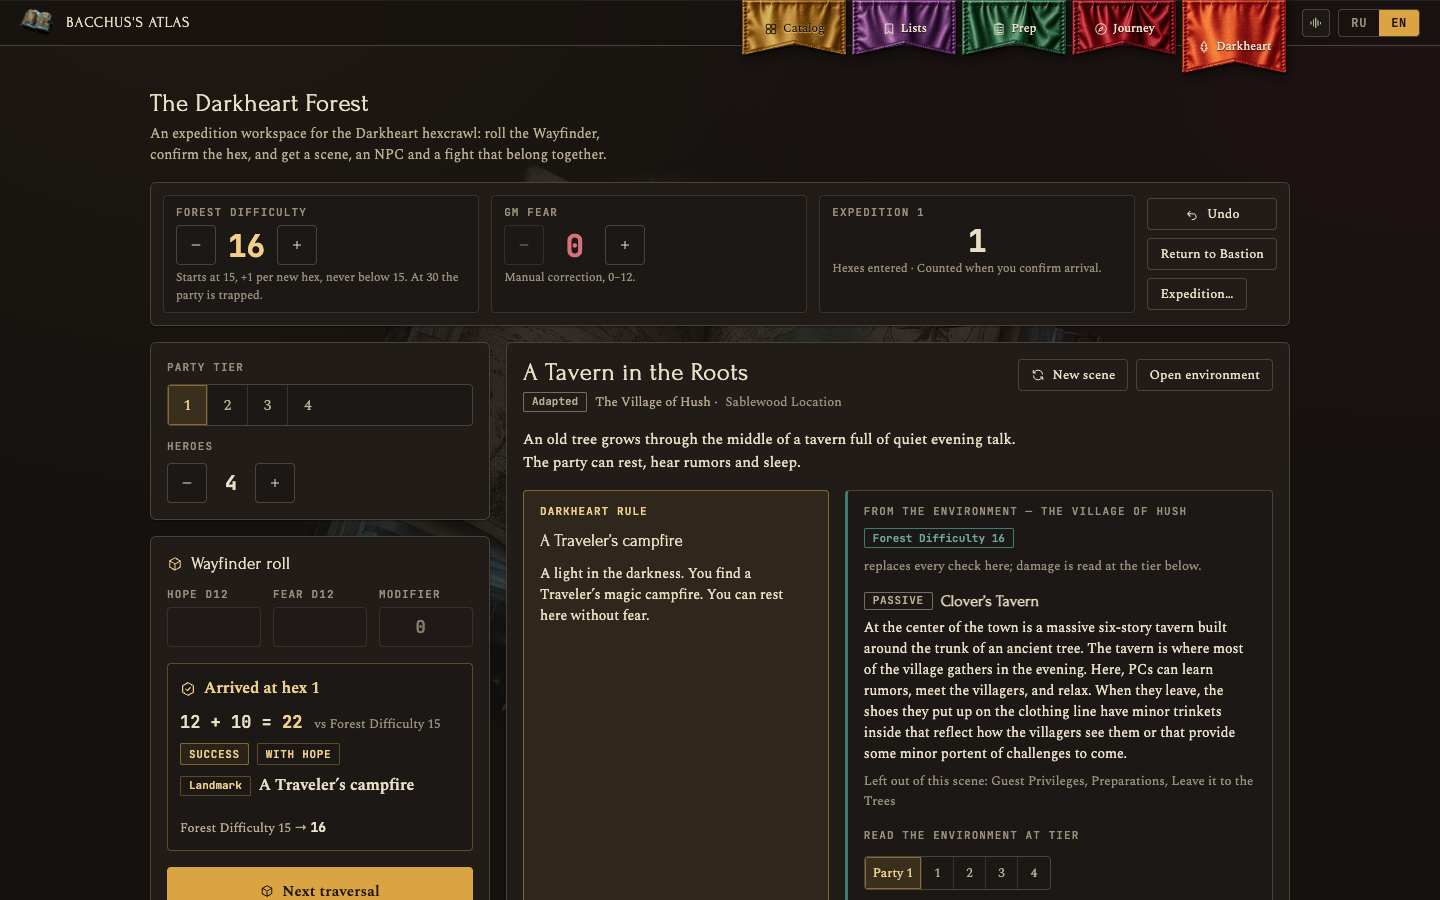 BACCHUS'S ATLAS
Catalog
Lists
Prep
Journey
Darkheart
RU
EN
The Darkheart Forest
An expedition workspace for the Darkheart hexcrawl: roll the Wayfinder,
confirm the hex, and get a scene, an NPC and a fight that belong together.
FOREST DIFFICULTY
− 16 +
Starts at 15, +1 per new hex, never below 15. At 30 the
party is trapped.
GM FEAR
− 0 +
Manual correction, 0–12.
EXPEDITION 1
1
Hexes entered · Counted when you confirm arrival.
Undo
Return to Bastion
Expedition…
PARTY TIER
1 2 3 4
HEROES
− 4 +
Wayfinder roll
HOPE D12
FEAR D12
MODIFIER
0
Arrived at hex 1
12 + 10 = 22 vs Forest Difficulty 15
SUCCESS WITH HOPE
Landmark A Traveler's campfire
Forest Difficulty 15 → 16
Next traversal
A Tavern in the Roots
New scene
Open environment
Adapted The Village of Hush · Sablewood Location
An old tree grows through the middle of a tavern full of quiet evening talk.
The party can rest, hear rumors and sleep.
DARKHEART RULE
A Traveler's campfire
A light in the darkness. You find a
Traveler's magic campfire. You can rest
here without fear.
FROM THE ENVIRONMENT — THE VILLAGE OF HUSH
Forest Difficulty 16
replaces every check here; damage is read at the tier below.
PASSIVE Clover's Tavern
At the center of the town is a massive six-story tavern built
around the trunk of an ancient tree. The tavern is where most
of the village gathers in the evening. Here, PCs can learn
rumors, meet the villagers, and relax. When they leave, the
shoes they put up on the clothing line have minor trinkets
inside that reflect how the villagers see them or that provide
some minor portent of challenges to come.
Left out of this scene: Guest Privileges, Preparations, Leave it to the
Trees
READ THE ENVIRONMENT AT TIER
Party 1 1 2 3 4